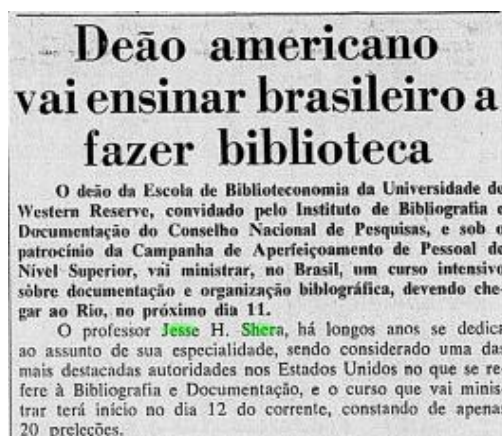 Deão americano
vai ensinar brasileiro a
fazer biblioteca
O deão da Escola de Biblioteconomia da Universidade de
Western Reserve, convidado pelo Instituto de Bibliografia e
Documentação do Conselho Nacional de Pesquisas, e sob o
patrocínio da Campanha de Aperfeiçoamento de Pessoal de
Nível Superior, vai ministrar, no Brasil, um curso intensivo
sôbre documentação e organização biblográfica, devendo che-
gar ao Rio, no próximo dia 11.
O professor Jesse H. Shera, há longos anos se dedica
ao assunto de sua especialidade, sendo considerado uma das
mais destacadas autoridades nos Estados Unidos no que se re
fere à Bibliografia e Documentação, e o curso que vai minis
trar terá início no dia 12 do corrente, constando de apenas
20 preleções.